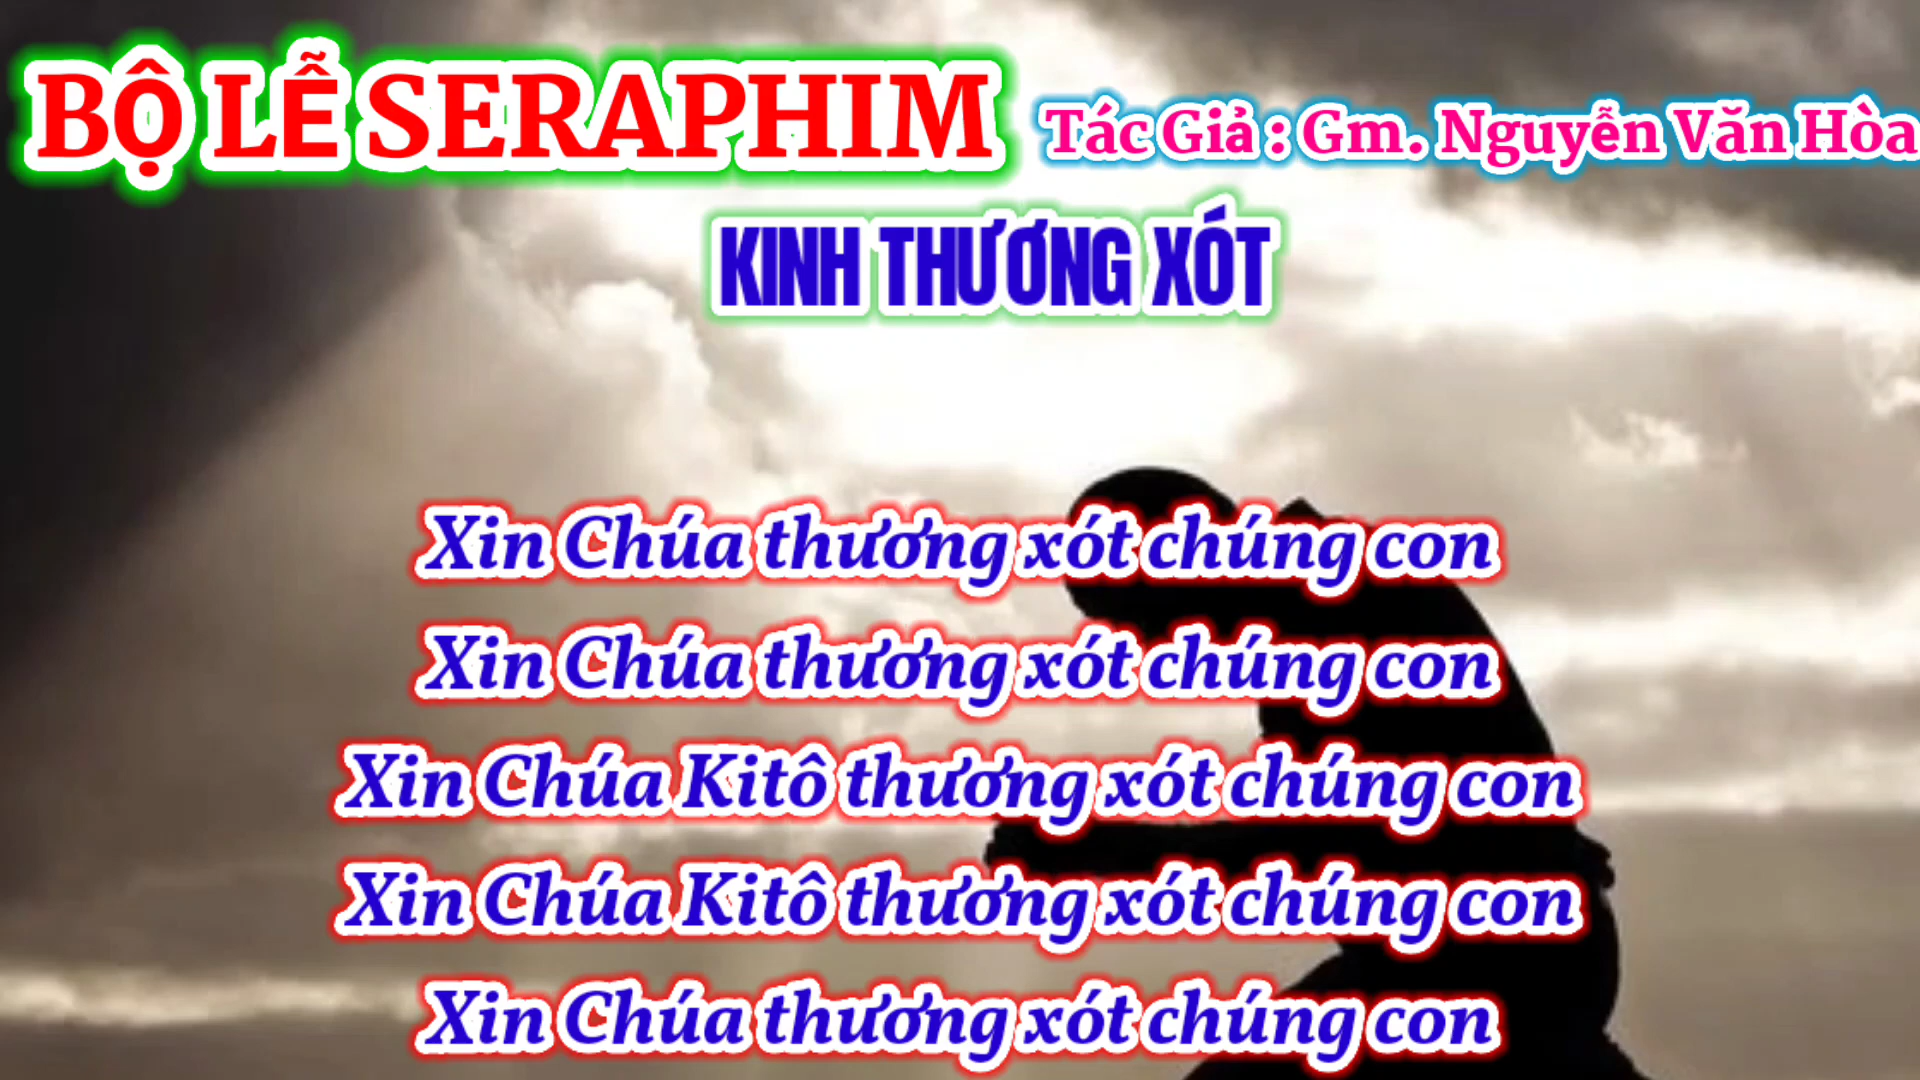 BỘ LỄ SERAPHIM Tác Giả : Gm. Nguyễn Văn Hòa
KINH THƯƠNG XÓT
Xin Chúa thương xót chúng con
Xin Chúa thương xót chúng con
Xin Chúa Kitô thương xót chúng con
Xin Chúa Kitô thương xót chúng con
Xin Chúa thương xót chúng con